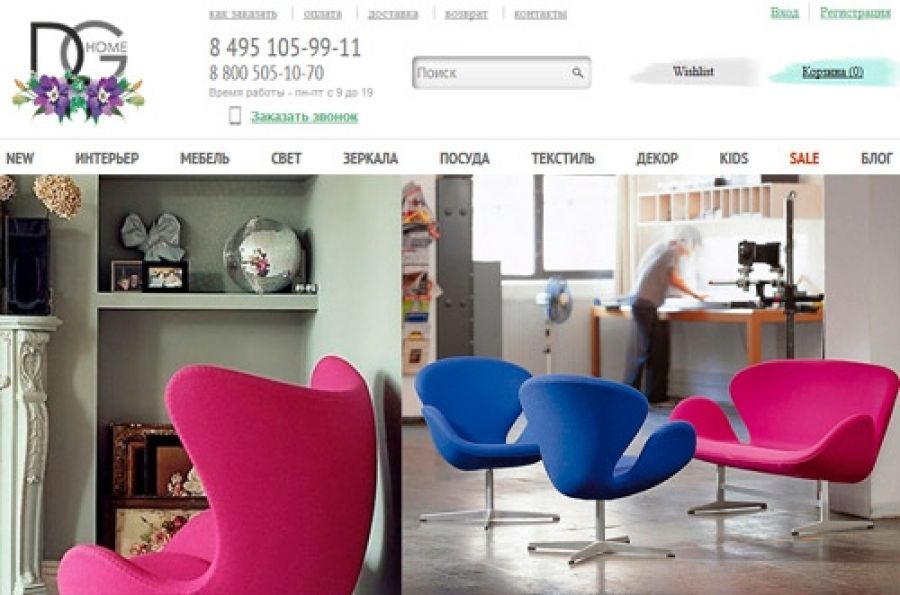 как заказать оплата доставка возврат контакты
Вход Регистрация
DG HOME
8 495 105-99-11
8 800 505-10-70
Время работы - пн-пт с 9 до 19
Заказать звонок
Поиск
Wishlist
Корзина (0)
NEW ИНТЕРЬЕР МЕБЕЛЬ СВЕТ ЗЕРКАЛА ПОСУДА ТЕКСТИЛЬ ДЕКОР KIDS SALE БЛОГ